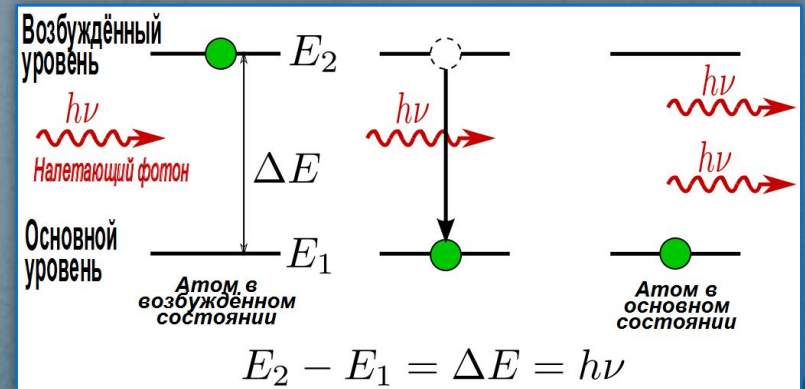 Возбуждённый
уровень
E₂
hν
Налетающий фотон
ΔE
hν
hν
hν
Основной
уровень
E₁
Атом в
возбуждённом
состоянии
Атом в
основном
состоянии
E₂ − E₁ = ΔE = hν